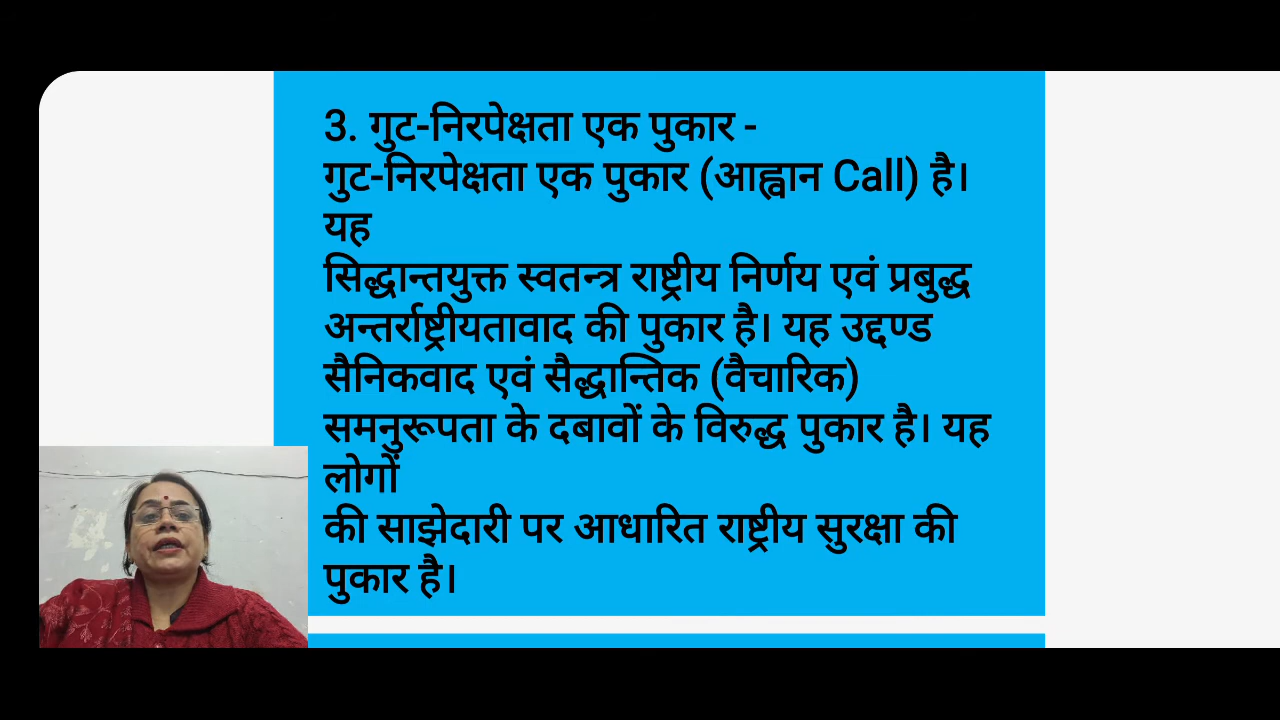 3. गुट-निरपेक्षता एक पुकार -
गुट-निरपेक्षता एक पुकार (आह्वान Call) है।
यह
सिद्धान्तयुक्त स्वतन्त्र राष्ट्रीय निर्णय एवं प्रबुद्ध
अन्तर्राष्ट्रीयतावाद की पुकार है। यह उद्दण्ड
सैनिकवाद एवं सैद्धान्तिक (वैचारिक)
समनुरूपता के दबावों के विरुद्ध पुकार है। यह
लोगों
की साझेदारी पर आधारित राष्ट्रीय सुरक्षा की
पुकार है।